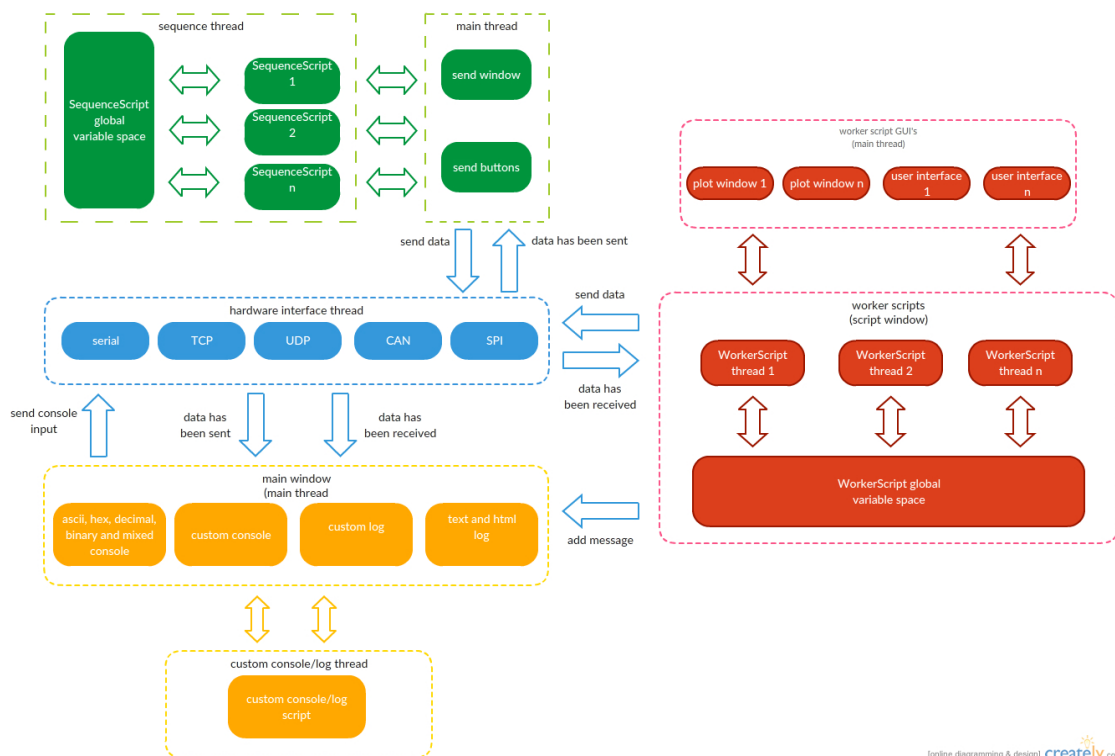 sequence thread
main thread
SequenceScript
global
variable space
SequenceScript
1
SequenceScript
2
SequenceScript
n
send window
send buttons
worker script GUI's
(main thread)
plot window 1
plot window n
user interface
1
user interface
n
send data
data has been sent
hardware interface thread
serial
TCP
UDP
CAN
SPI
send data
data has
been received
worker scripts
(script window)
WorkerScript
thread 1
WorkerScript
thread 2
WorkerScript
thread n
WorkerScript global
variable space
send console
input
data has
been sent
data has
been received
main window
(main thread
ascii, hex, decimal,
binary and mixed
console
custom console
custom log
text and html
log
add message
custom console/log thread
custom console/log
script
[online diagramming & design] creately.co